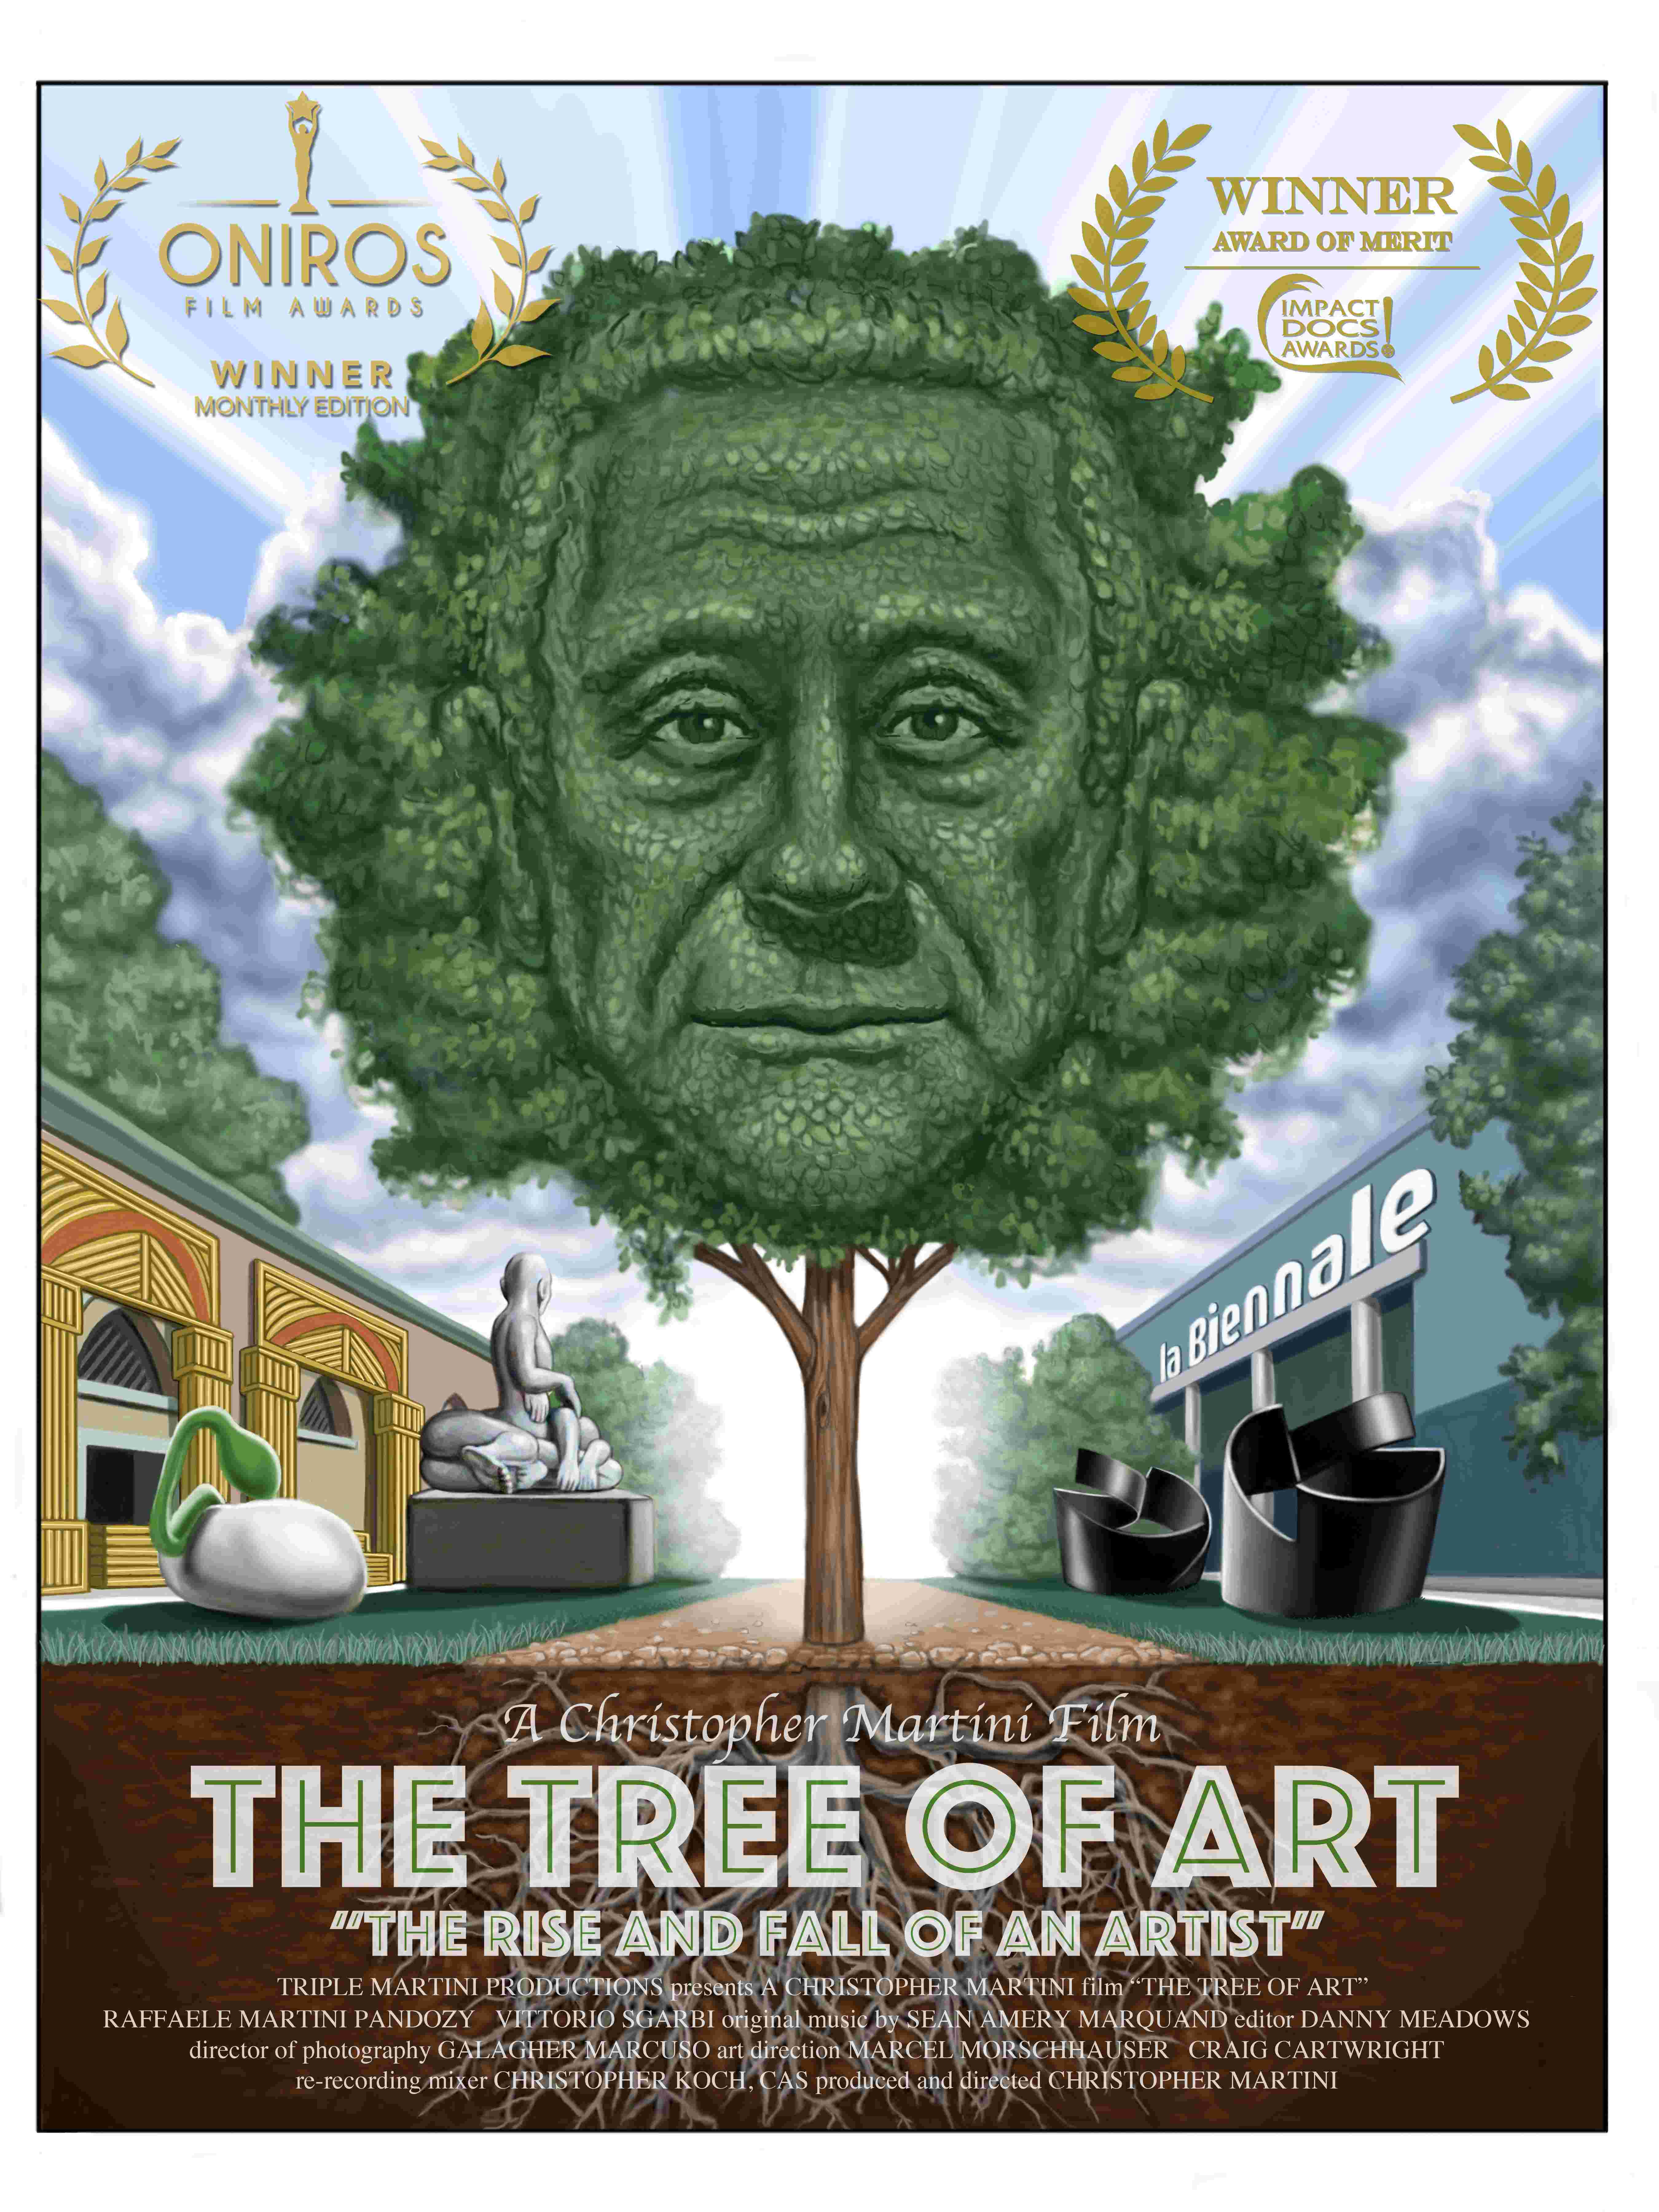 ONIROS
FILM AWARDS
WINNER
MONTHLY EDITION
WINNER
AWARD OF MERIT
IMPACT
DOCS
AWARDS!
la Biennale
A Christopher Martini Film
THE TREE OF ART
""THE RISE AND FALL OF AN ARTIST""
TRIPLE MARTINI PRODUCTIONS presents A CHRISTOPHER MARTINI film “THE TREE OF ART”
RAFFAELE MARTINI PANDOZY VITTORIO SGARBI original music by SEAN AMERY MARQUAND editor DANNY MEADOWS
director of photography GALAGHER MARCUSO art direction MARCEL MORSCHHAUSER CRAIG CARTWRIGHT
re-recording mixer CHRISTOPHER KOCH, CAS produced and directed CHRISTOPHER MARTINI